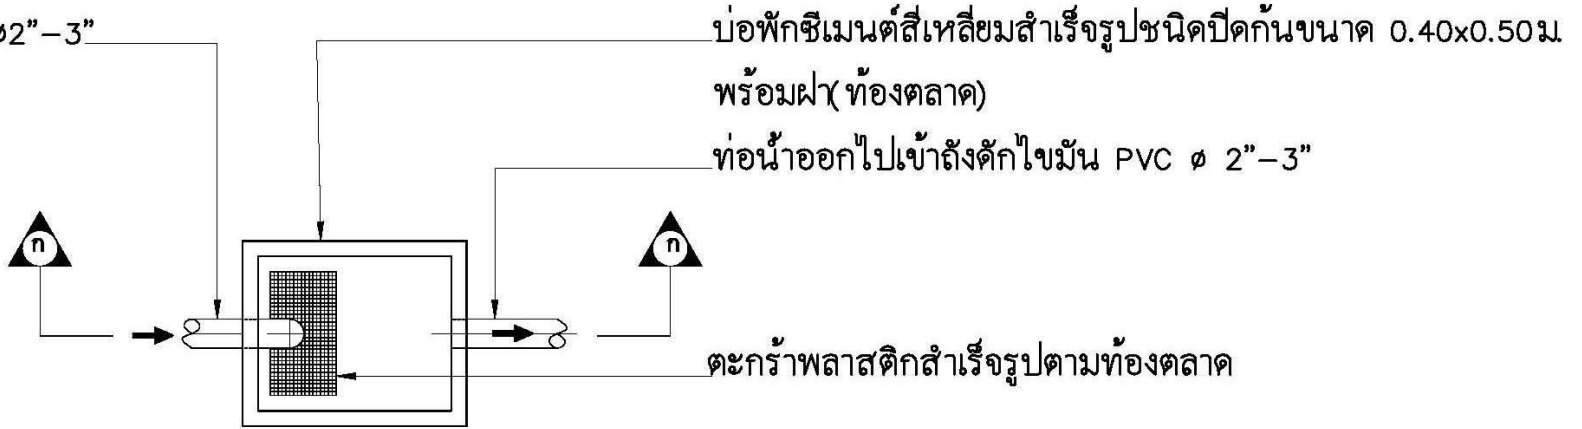 ø2"-3"
บ่อพักซีเมนต์สี่เหลี่ยมสำเร็จรูปชนิดปิดก้นขนาด 0.40x0.50ม.
พร้อมฝา(ท้องตลาด)
ท่อน้ำออกไปเข้าถังดักไขมัน PVC ø 2"-3"
ก
ก
ตะกร้าพลาสติกสำเร็จรูปตามท้องตลาด